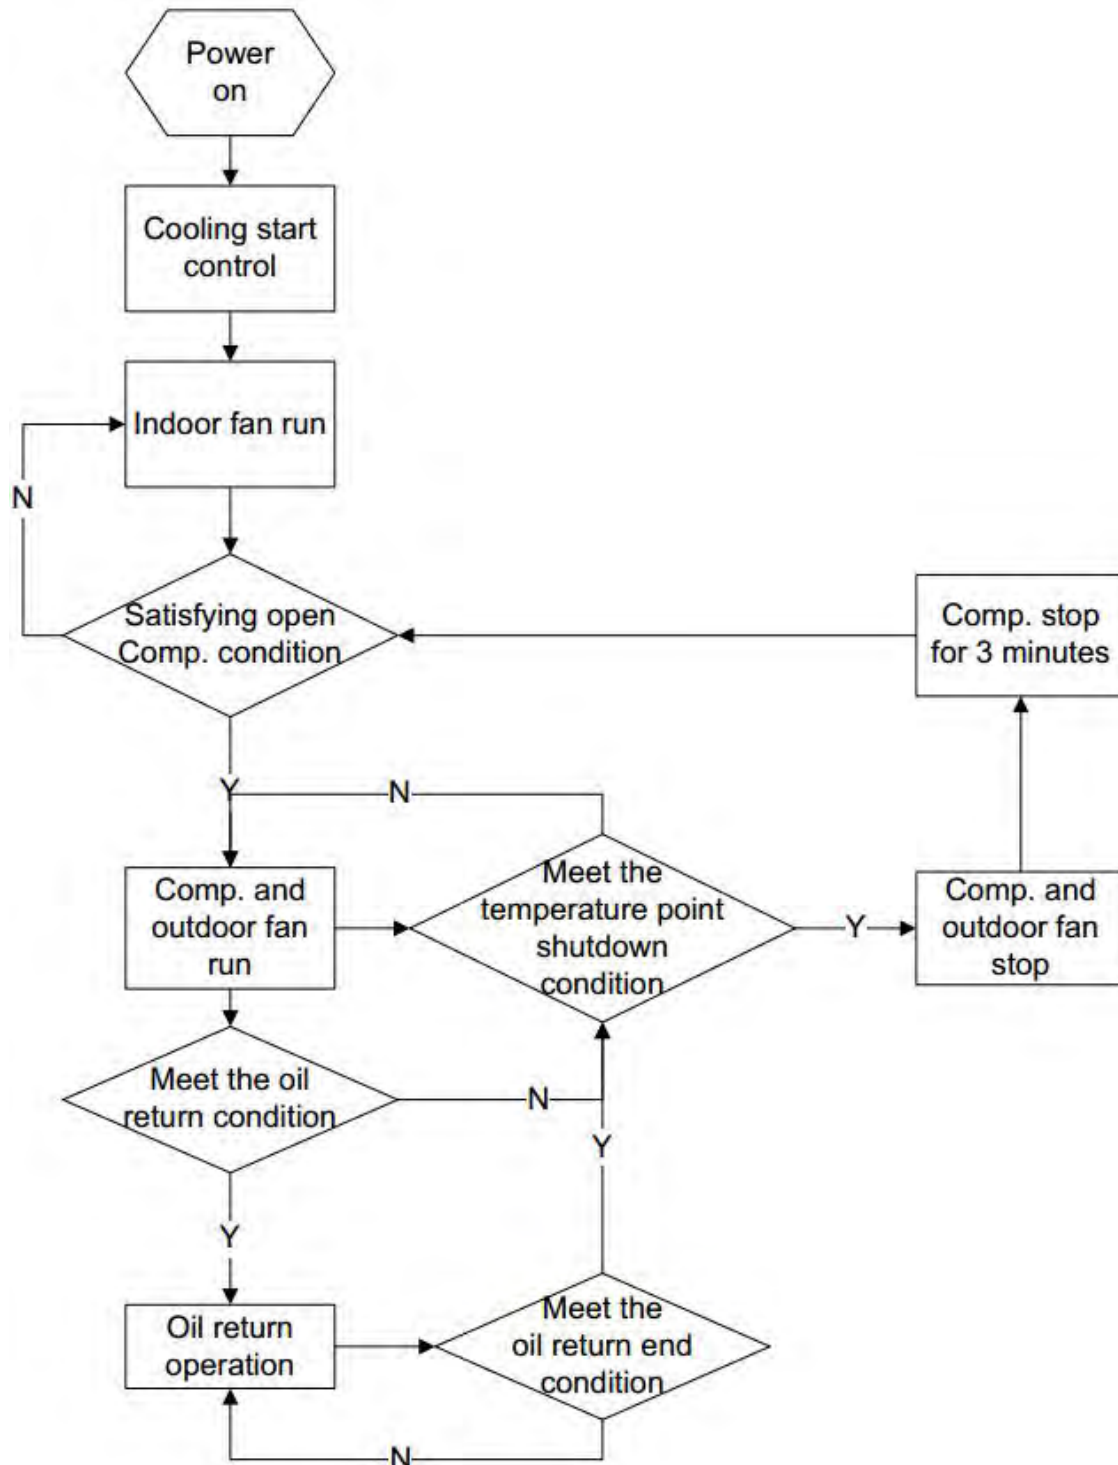 Power
on
Cooling start
control
Indoor fan run
N
Satisfying open
Comp. condition
Comp. stop
for 3 minutes
Y
N
Comp. and
outdoor fan
run
Meet the
temperature point
shutdown
condition
Y
Comp. and
outdoor fan
stop
Meet the oil
return condition
N
Y
Y
Oil return
operation
Meet the
oil return end
condition
N